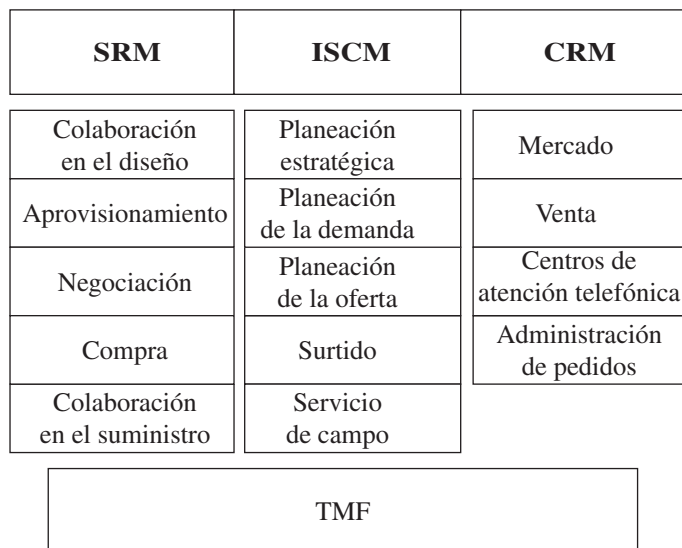 SRM
ISCM
CRM
Colaboración
en el diseño
Aprovisionamiento
Negociación
Compra
Colaboración
en el suministro
Planeación
estratégica
Planeación
de la demanda
Planeación
de la oferta
Surtido
Servicio
de campo
Mercado
Venta
Centros de
atención telefónica
Administración
de pedidos
TMF